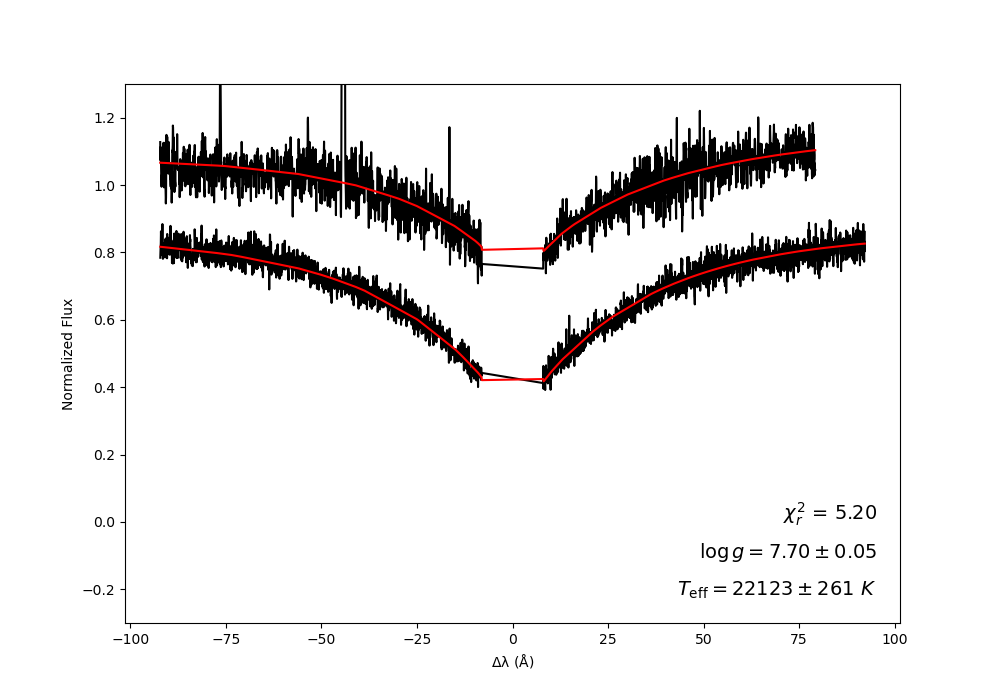 1.2
1.0
0.8
0.6
0.4
0.2
0.0
−0.2
Normalized Flux
χ²ᵣ = 5.20
log g = 7.70 ± 0.05
T_eff = 22123 ± 261 K
−100 −75 −50 −25 0 25 50 75 100
Δλ (Å)